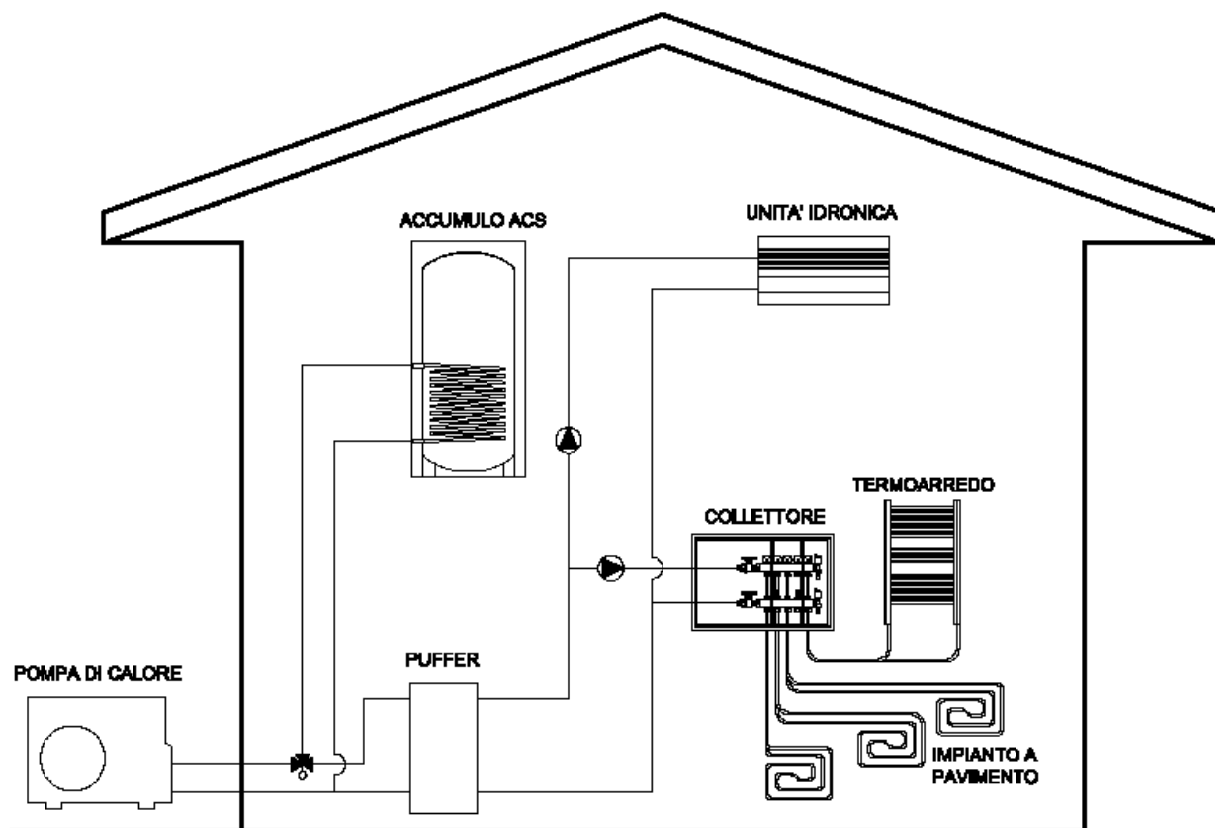 UNITA' IDRONICA
ACCUMULO ACS
TERMOARREDO
COLLETTORE
PUFFER
POMPA DI CALORE
IMPIANTO A
PAVIMENTO